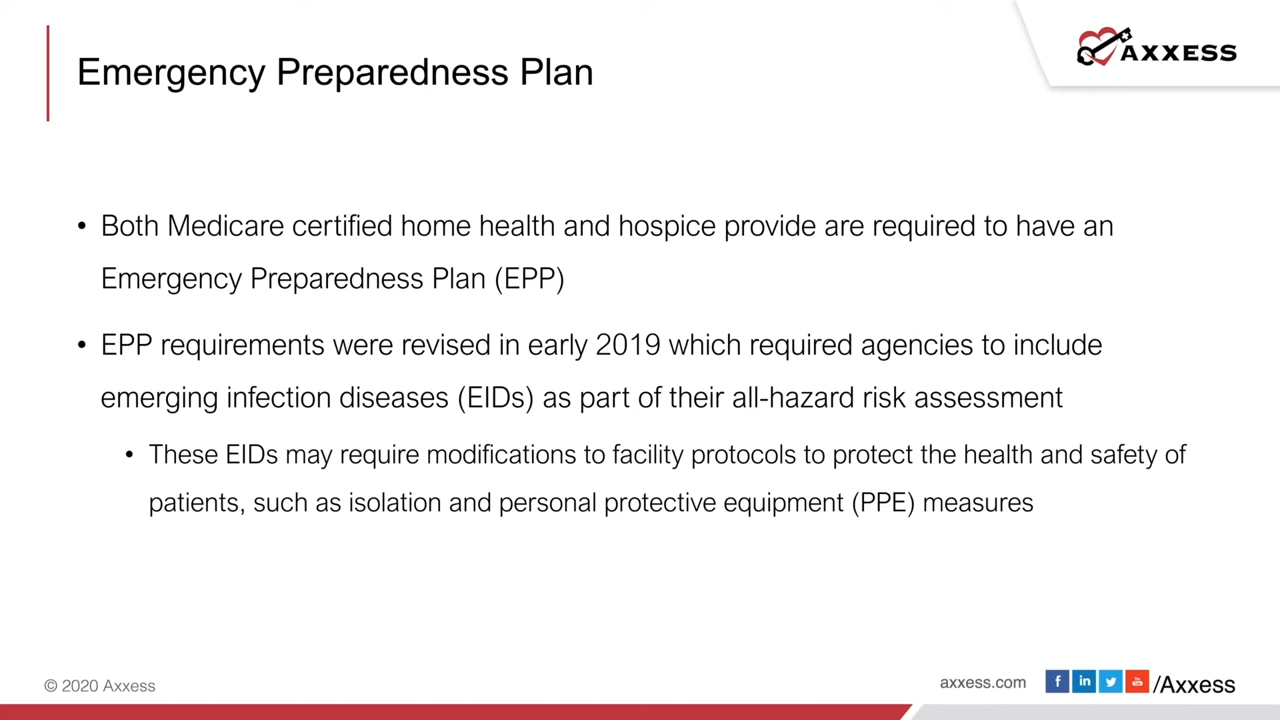 AXXESS
Emergency Preparedness Plan
• Both Medicare certified home health and hospice provide are required to have an
Emergency Preparedness Plan (EPP)
• EPP requirements were revised in early 2019 which required agencies to include
emerging infection diseases (EIDs) as part of their all-hazard risk assessment
• These EIDs may require modifications to facility protocols to protect the health and safety of
patients, such as isolation and personal protective equipment (PPE) measures
© 2020 Axxess
axxess.com
/Axxess